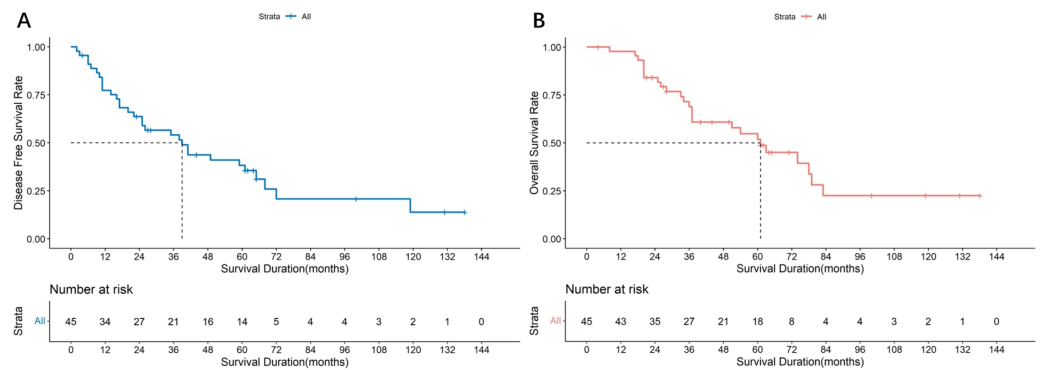 A
Strata All
1.00
0.75
0.50
0.25
0.00
Disease Free Survival Rate
0 12 24 36 48 60 72 84 96 108 120 132 144
Survival Duration(months)
Number at risk
Strata
All 45 34 27 21 16 14 5 4 4 3 2 1 0
0 12 24 36 48 60 72 84 96 108 120 132 144
Survival Duration(months)
B
Strata All
1.00
0.75
0.50
0.25
0.00
Overall Survival Rate
0 12 24 36 48 60 72 84 96 108 120 132 144
Survival Duration(months)
Number at risk
Strata
All 45 43 35 27 21 18 8 4 4 3 2 1 0
0 12 24 36 48 60 72 84 96 108 120 132 144
Survival Duration(months)